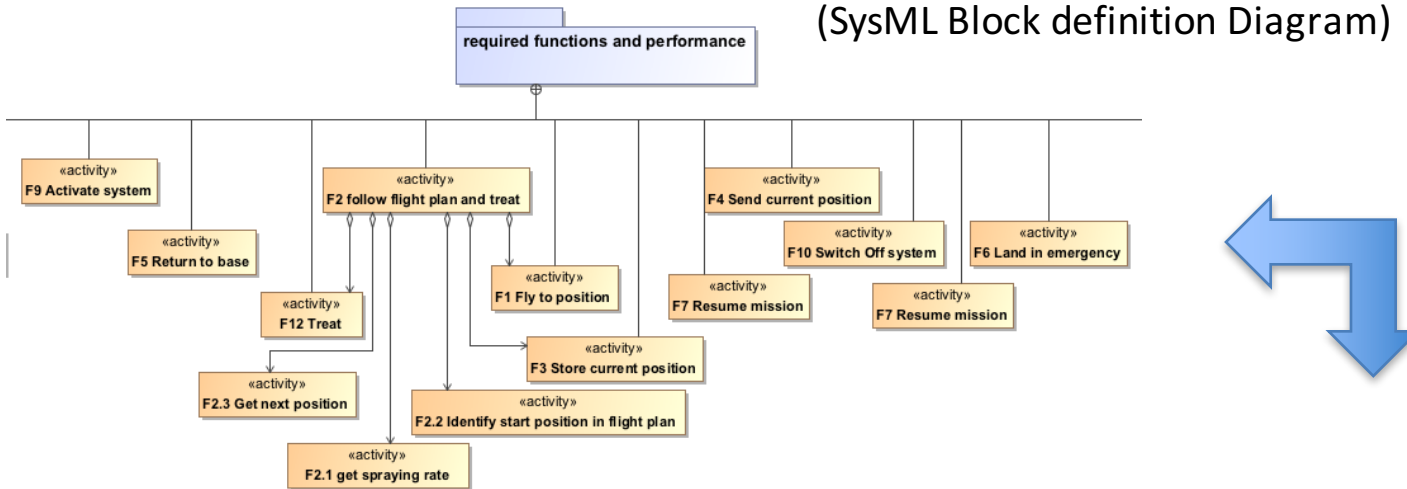 (SysML Block definition Diagram)
required functions and performance
«activity»
F9 Activate system
«activity»
F2 follow flight plan and treat
«activity»
F4 Send current position
«activity»
F5 Return to base
«activity»
F10 Switch Off system
«activity»
F6 Land in emergency
«activity»
F12 Treat
«activity»
F1 Fly to position
«activity»
F7 Resume mission
«activity»
F7 Resume mission
«activity»
F3 Store current position
«activity»
F2.3 Get next position
«activity»
F2.2 Identify start position in flight plan
«activity»
F2.1 get spraying rate